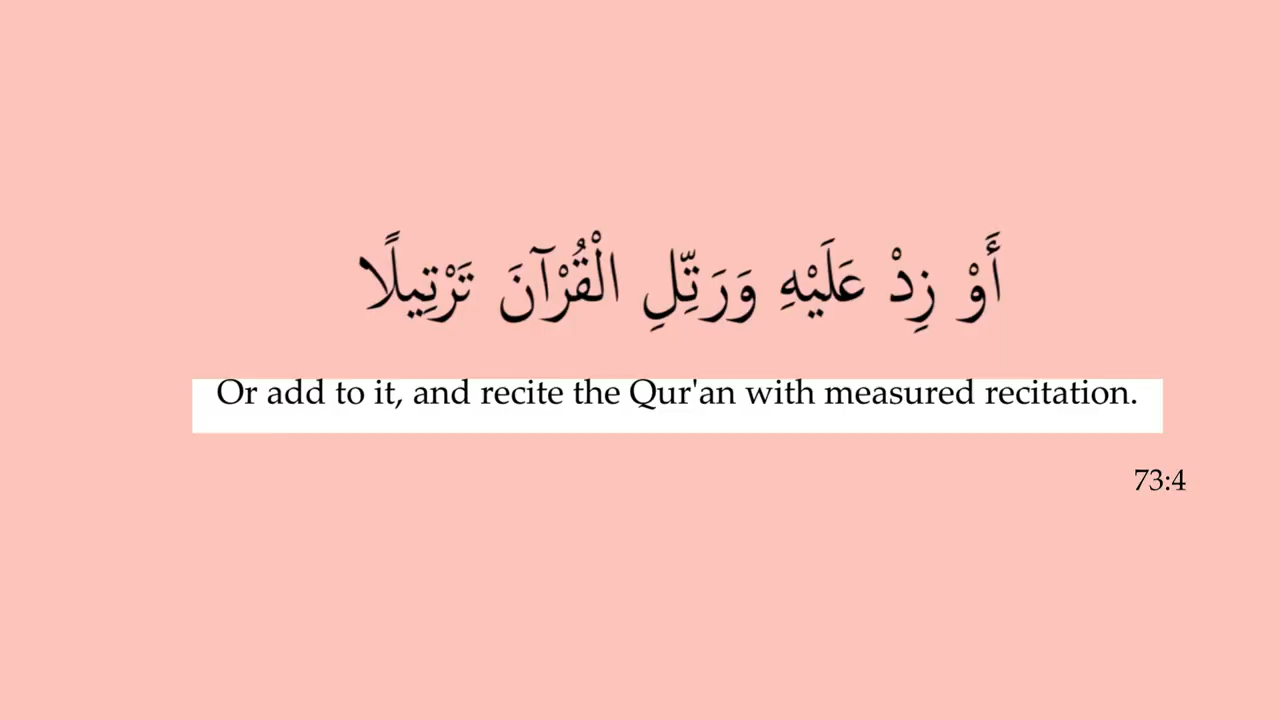 أَوْ زِدْ عَلَيْهِ وَرَتِّلِ الْقُرْآنَ تَرْتِيلًا
Or add to it, and recite the Qur'an with measured recitation.
73:4